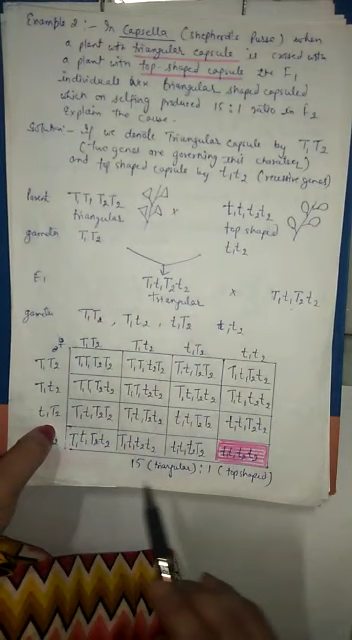 Example 2:- In Capsella (shepherds Purse) when
a plant with triangular capsule is crossed with
a plant with top shaped capsule the F1
individuals triangular shaped capsuled
which on selfing produced 15:1 ratio in F2
Explain the cause.
Solution:- If we denote Triangular capsule by T1T2
(Two genes are governing this character)
and top shaped capsule by t1t2 (recessive genes)
Parent T1T1T2T2 × t1t1t2t2
triangular top shaped
gamete T1T2 t1t2
F1 T1t1T2t2 × T1t1T2t2
triangular
gamete T1T2, T1t2, t1T2 t1t2
T1T2 T1t2 t1T2 t1t2
T1T2 T1T1T2T2 T1T1T2t2 T1t1T2T2 T1t1T2t2
T1t2 T1T1T2t2 T1T1t2t2 T1t1T2t2 T1t1t2t2
t1T2 T1t1T2T2 T1t1T2t2 t1t1T2T2 t1t1T2t2
2 T1t1T2t2 T1t1t2t2 t1t1t2T2 t1t1t2t2
15 (triangular) : 1 (top shaped)